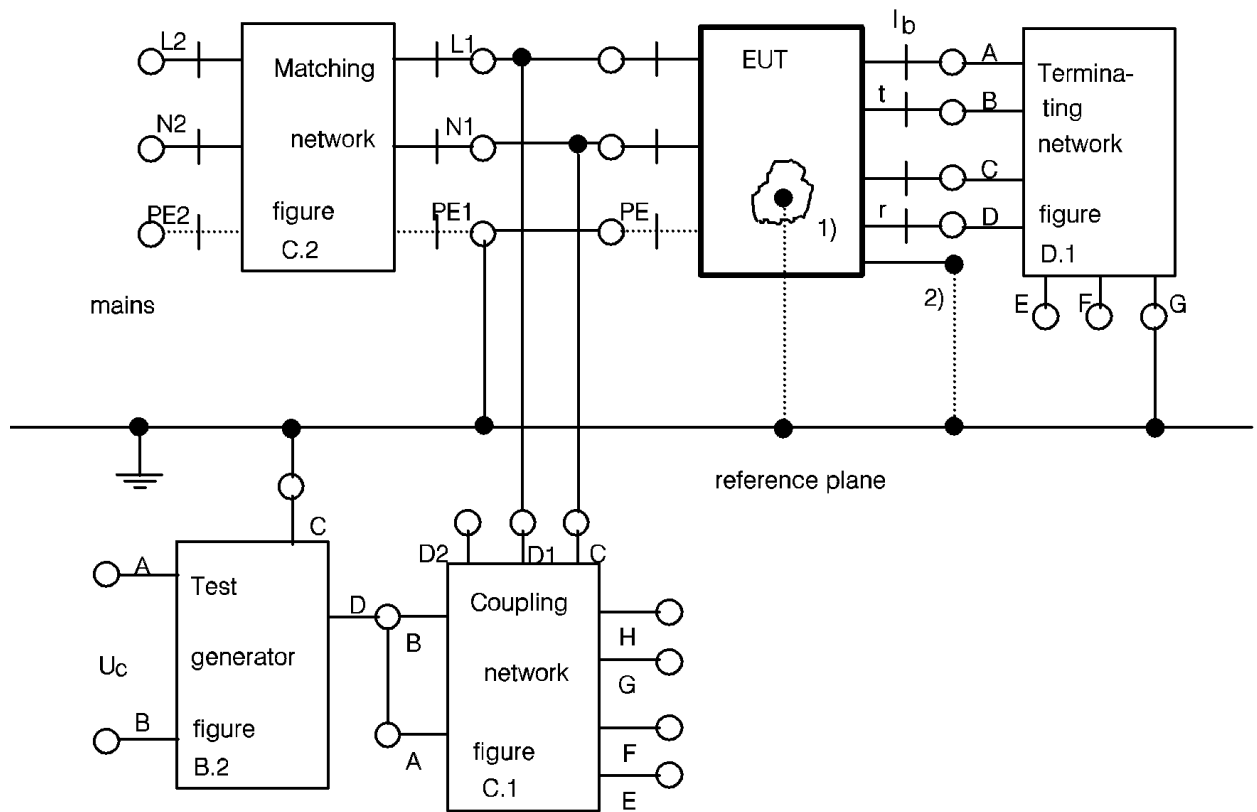 L2
L1
I b
Matching
EUT
A
Termina-
ting
t
B
N2
N1
network
network
C
PE2
PE1
PE
figure
C.2
1)
r
D
figure
D.1
mains
2)
E
F
G
reference plane
C
D2
D1
C
A
Test
D
B
Coupling
H
Uc
generator
network
G
B
figure
B.2
A
figure
C.1
F
E